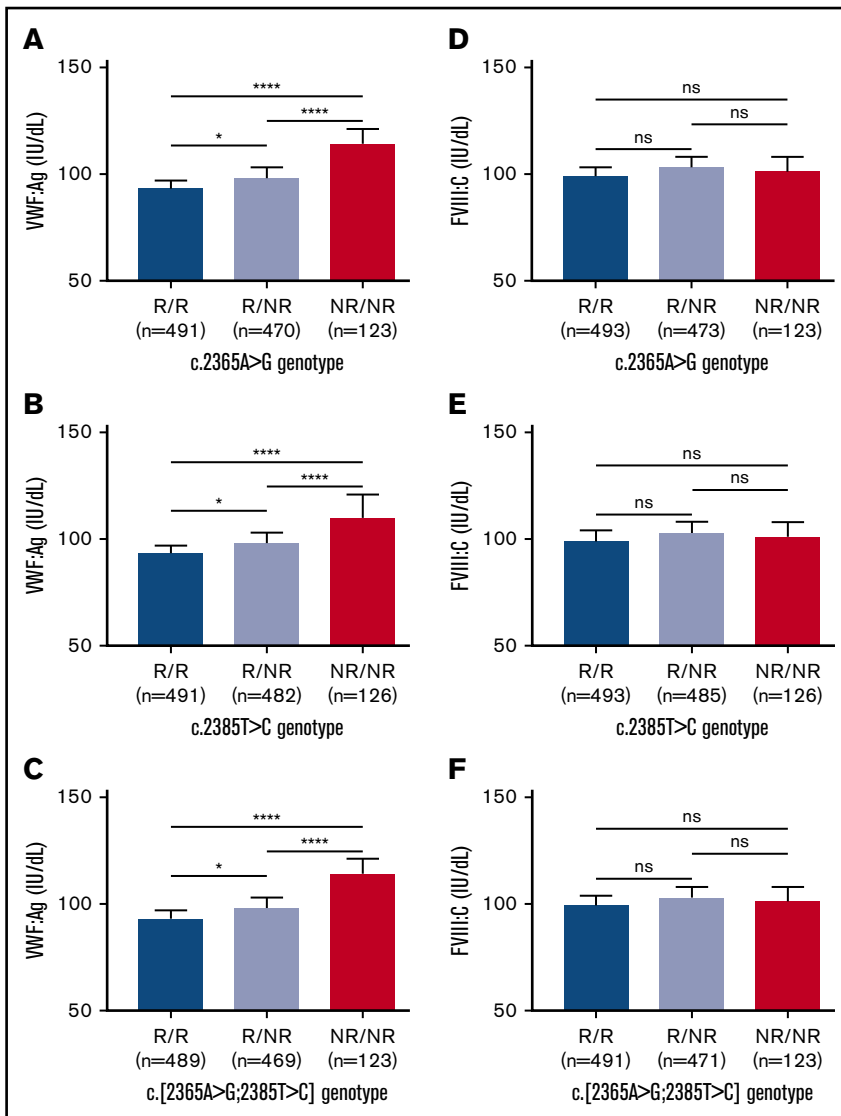 A
VWF:Ag (IU/dL)
150
100
50
****
****
*
R/R R/NR NR/NR
(n=491) (n=470) (n=123)
c.2365A>G genotype
D
FVIII:C (IU/dL)
150
100
50
ns
ns
ns
R/R R/NR NR/NR
(n=493) (n=473) (n=123)
c.2365A>G genotype
B
VWF:Ag (IU/dL)
150
100
50
****
****
*
R/R R/NR NR/NR
(n=491) (n=482) (n=126)
c.2385T>C genotype
E
FVIII:C (IU/dL)
150
100
50
ns
ns
ns
R/R R/NR NR/NR
(n=493) (n=485) (n=126)
c.2385T>C genotype
C
VWF:Ag (IU/dL)
150
100
50
****
****
*
R/R R/NR NR/NR
(n=489) (n=469) (n=123)
c.[2365A>G;2385T>C] genotype
F
FVIII:C (IU/dL)
150
100
50
ns
ns
ns
R/R R/NR NR/NR
(n=491) (n=471) (n=123)
c.[2365A>G;2385T>C] genotype